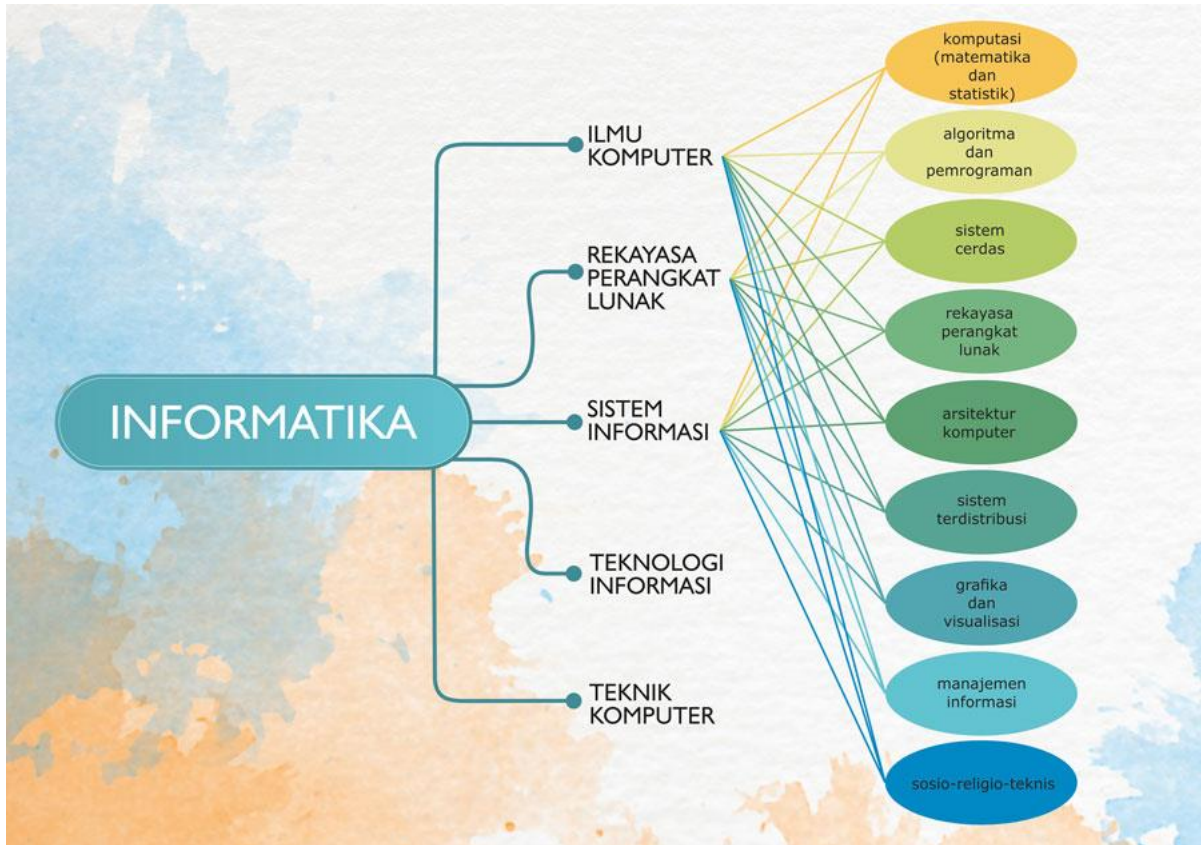 INFORMATIKA
ILMU
KOMPUTER
REKAYASA
PERANGKAT
LUNAK
SISTEM
INFORMASI
TEKNOLOGI
INFORMASI
TEKNIK
KOMPUTER
komputasi
(matematika
dan
statistik)
algoritma
dan
pemrograman
sistem
cerdas
rekayasa
perangkat
lunak
arsitektur
komputer
sistem
terdistribusi
grafika
dan
visualisasi
manajemen
informasi
sosio-religio-teknis